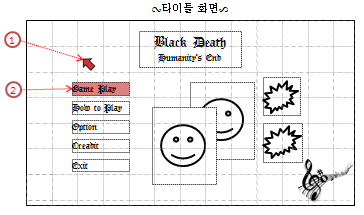 ~타이틀 화면~
Black Death
Humanity's End
1
2
Game Play
How to Play
Option
Creadit
Exit